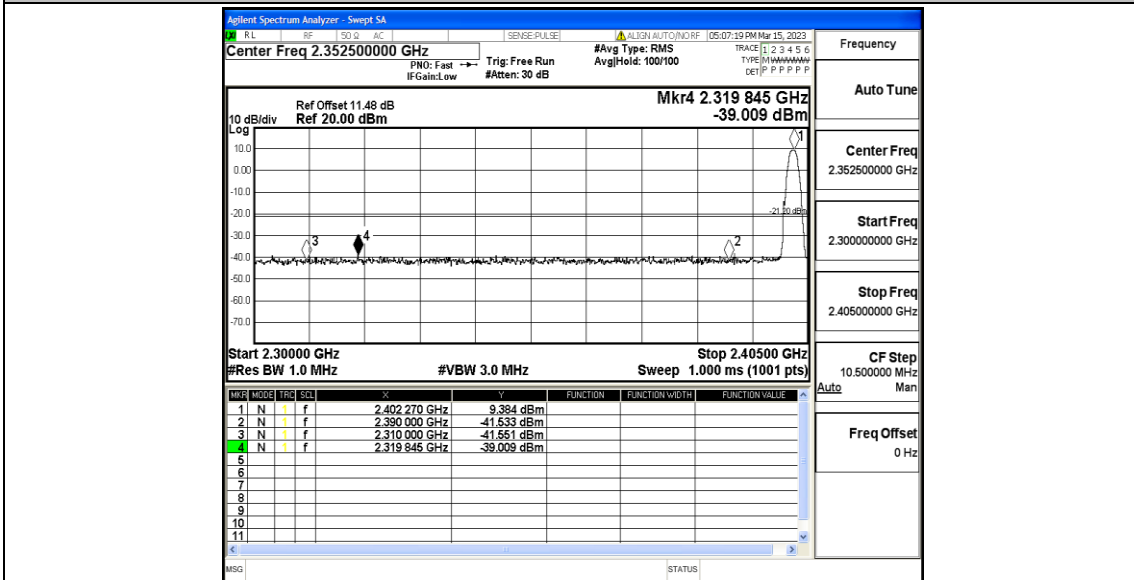 Agilent Spectrum Analyzer - Swept SA
RL RF 50 Ω AC SENSE:PULSE ALIGN AUTO/NO RF 05:07:19 PM Mar 15, 2023
Center Freq 2.352500000 GHz
PNO: Fast
IFGain:Low
Trig: Free Run
#Atten: 30 dB
#Avg Type: RMS
Avg|Hold: 100/100
TRACE 1 2 3 4 5 6
TYPE M
DET P P P P P P
Frequency
Auto Tune
Center Freq
2.352500000 GHz
Start Freq
2.300000000 GHz
Stop Freq
2.405000000 GHz
CF Step
10.500000 MHz
Auto Man
Freq Offset
0 Hz
Mkr4 2.319 845 GHz
-39.009 dBm
Ref Offset 11.48 dB
10 dB/div Ref 20.00 dBm
Log
10.0
0.00
-10.0
-20.0
-30.0
-40.0
-50.0
-60.0
-70.0
1
-21.20 dBm
2
3
4
Start 2.30000 GHz Stop 2.40500 GHz
#Res BW 1.0 MHz #VBW 3.0 MHz Sweep 1.000 ms (1001 pts)
MKR MODE TRC SCL X Y FUNCTION FUNCTION WIDTH FUNCTION VALUE
1 N 1 f 2.402 270 GHz 9.384 dBm
2 N 1 f 2.390 000 GHz -41.533 dBm
3 N 1 f 2.310 000 GHz -41.551 dBm
4 N 1 f 2.319 845 GHz -39.009 dBm
5
6
7
8
9
10
11
MSG STATUS